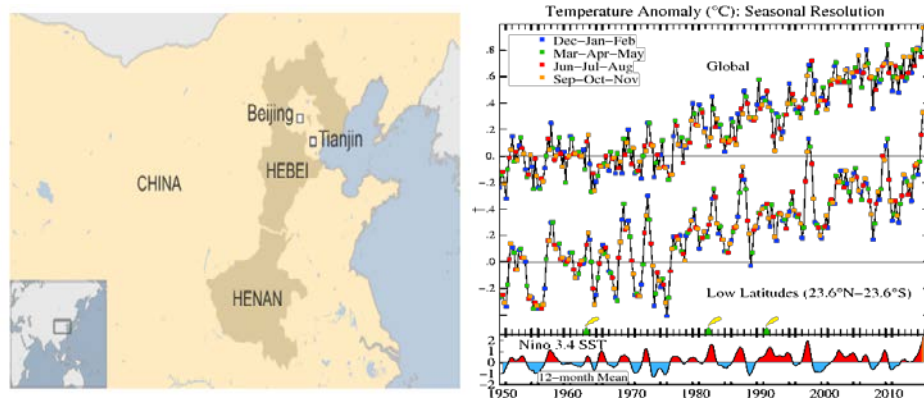 Beijing
Tianjin
HEBEI
CHINA
HENAN
Temperature Anomaly (°C): Seasonal Resolution
Dec-Jan-Feb
Mar-Apr-May
Jun-Jul-Aug
Sep-Oct-Nov
Global
.8
.6
.4
.2
0.
-.2
.4
.2
.0
-.2
Low Latitudes (23.6°N-23.6°S)
Nino 3.4 SST
2
1
0
-1
-2
12-month Mean
1950 1960 1970 1980 1990 2000 2010